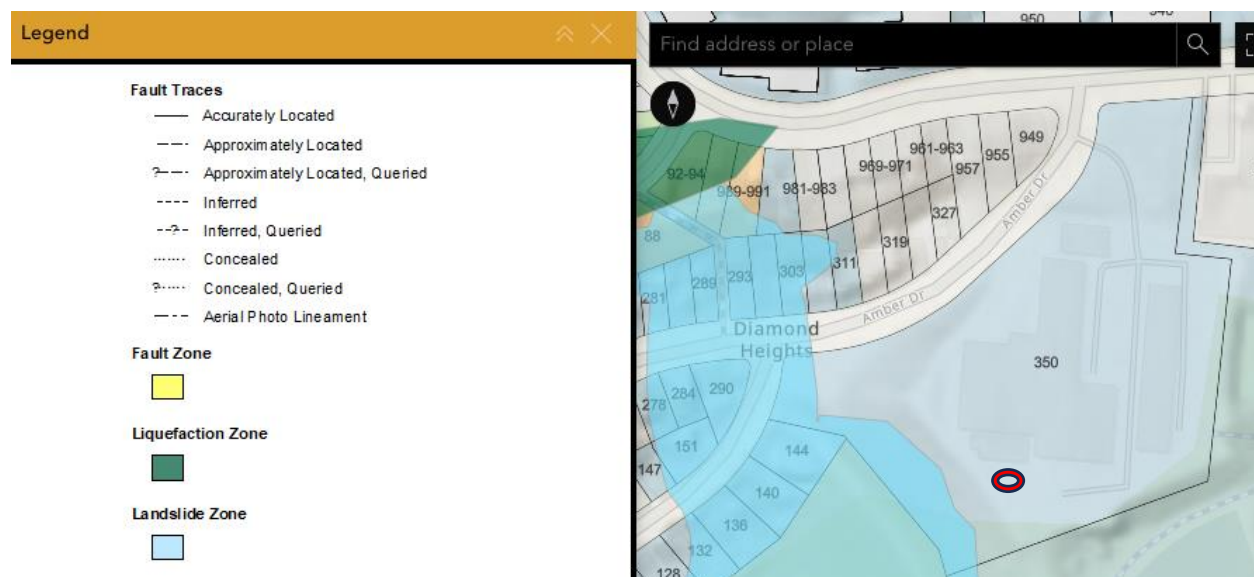 Legend
Fault Traces
Accurately Located
Approximately Located
? Approximately Located, Queried
Inferred
? Inferred, Queried
Concealed
? Concealed, Queried
Aerial Photo Lineament
Fault Zone
Liquefaction Zone
Landslide Zone
950
Find address or place
949
961-963
955
969-971
957
92-94
989-991
981-983
Amber Dr
327
88
319
293
303
311
289
281
Amber Dr
Diamond
Heights
350
290
284
278
151
144
147
140
136
132
128